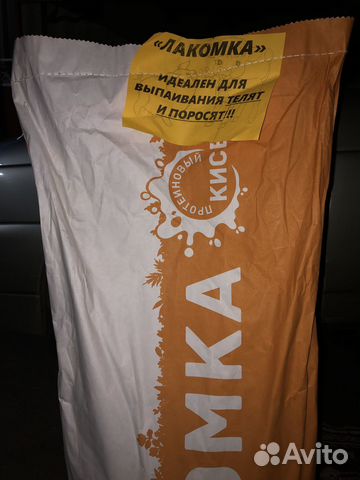 «ЛАКОМКА»
ИДЕАЛЕН ДЛЯ
ВЫПАИВАНИЯ ТЕЛЯТ
И ПОРОСЯТ!!!
ПРОТЕИНОВЫЙ
КИСЕ
ОМКА
Avito